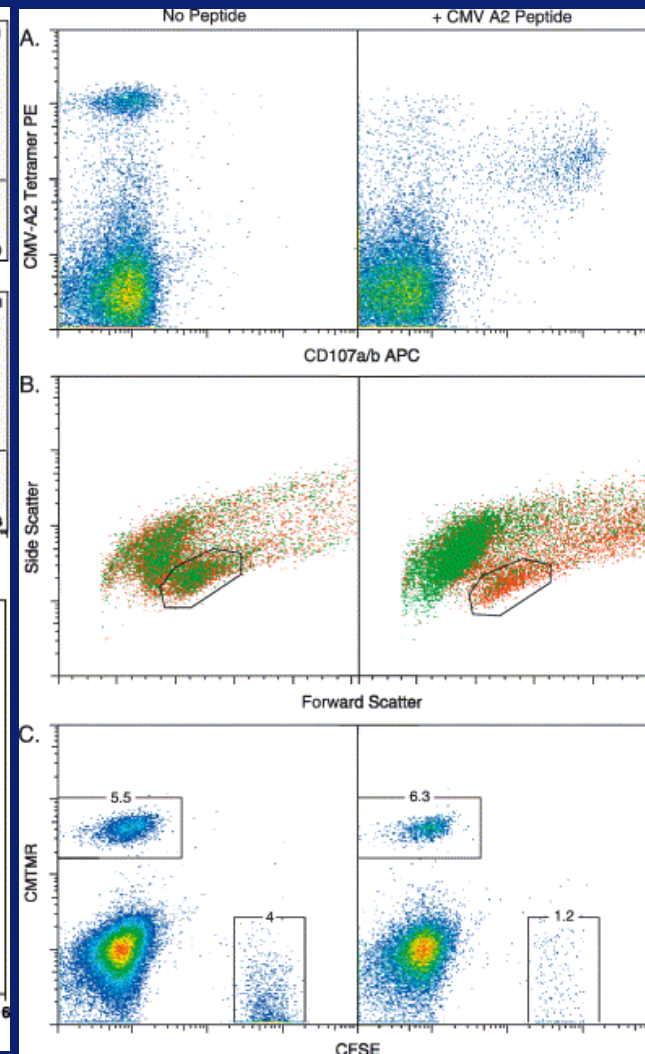 No Peptide
+ CMV A2 Peptide
A.
CMV-A2 Tetramer PE
CD107a/b APC
B.
Side Scatter
Forward Scatter
C.
5.5
6.3
CMTMR
4
1.2
6
CFSE